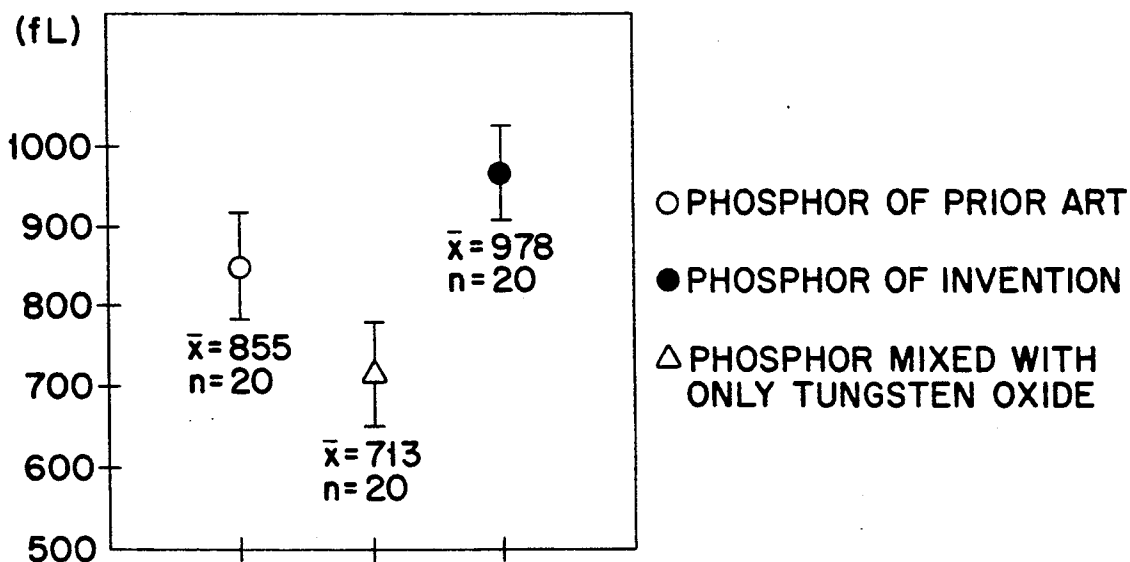 (fL)
1000
900
800
700
600
500
x̄=855
n=20
x̄=713
n=20
x̄=978
n=20
○ PHOSPHOR OF PRIOR ART
● PHOSPHOR OF INVENTION
△ PHOSPHOR MIXED WITH
ONLY TUNGSTEN OXIDE